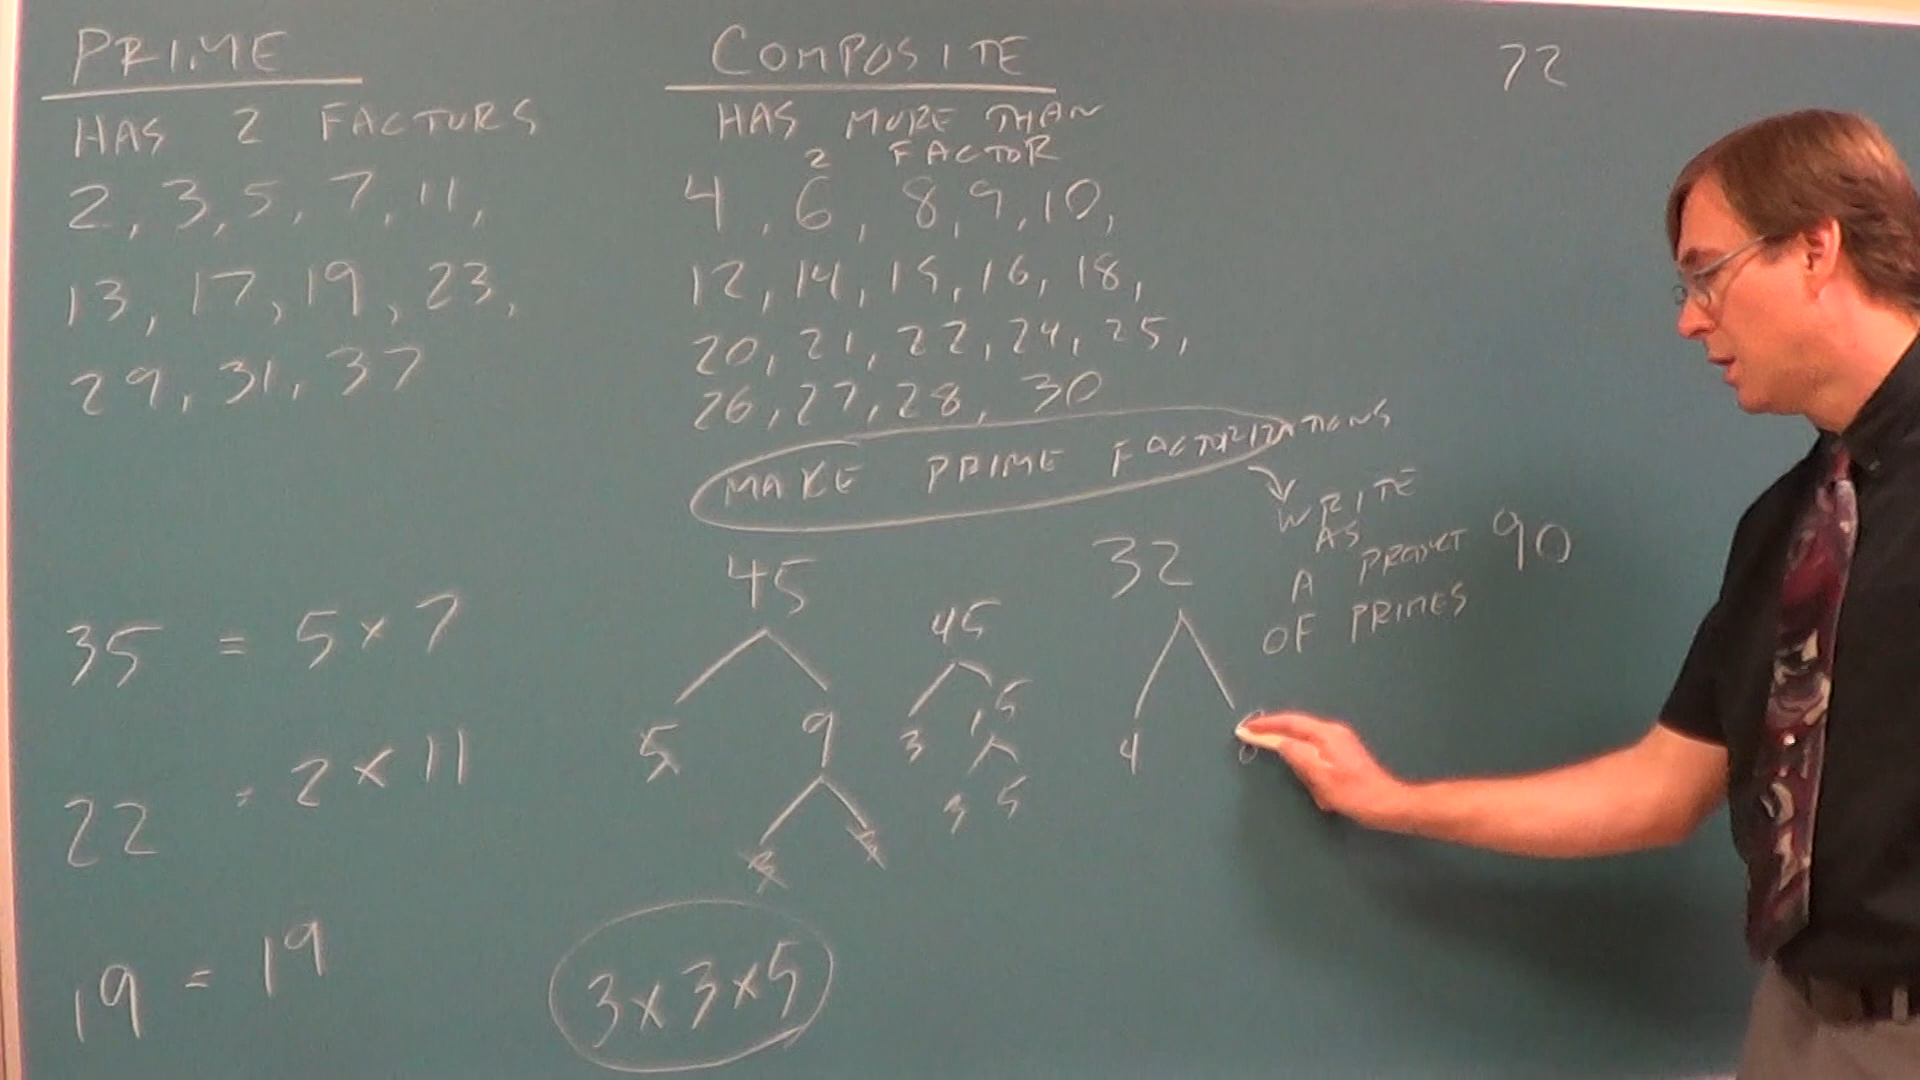 PRIME
HAS 2 FACTORS
2, 3, 5, 7, 11,
13, 17, 19, 23,
29, 31, 37
35 = 5 x 7
22 = 2 x 11
19 = 19
COMPOSITE
HAS MORE THAN
2 FACTOR
4, 6, 8, 9, 10,
12, 14, 15, 16, 18,
20, 21, 22, 24, 25,
26, 27, 28, 30
MAKE PRIME FACTORIZATIONS
WRITE
AS
A PRODUCT
OF PRIMES
45
5 9
3 3
3 x 3 x 5
45
3 15
3 5
32
4 8
72
90